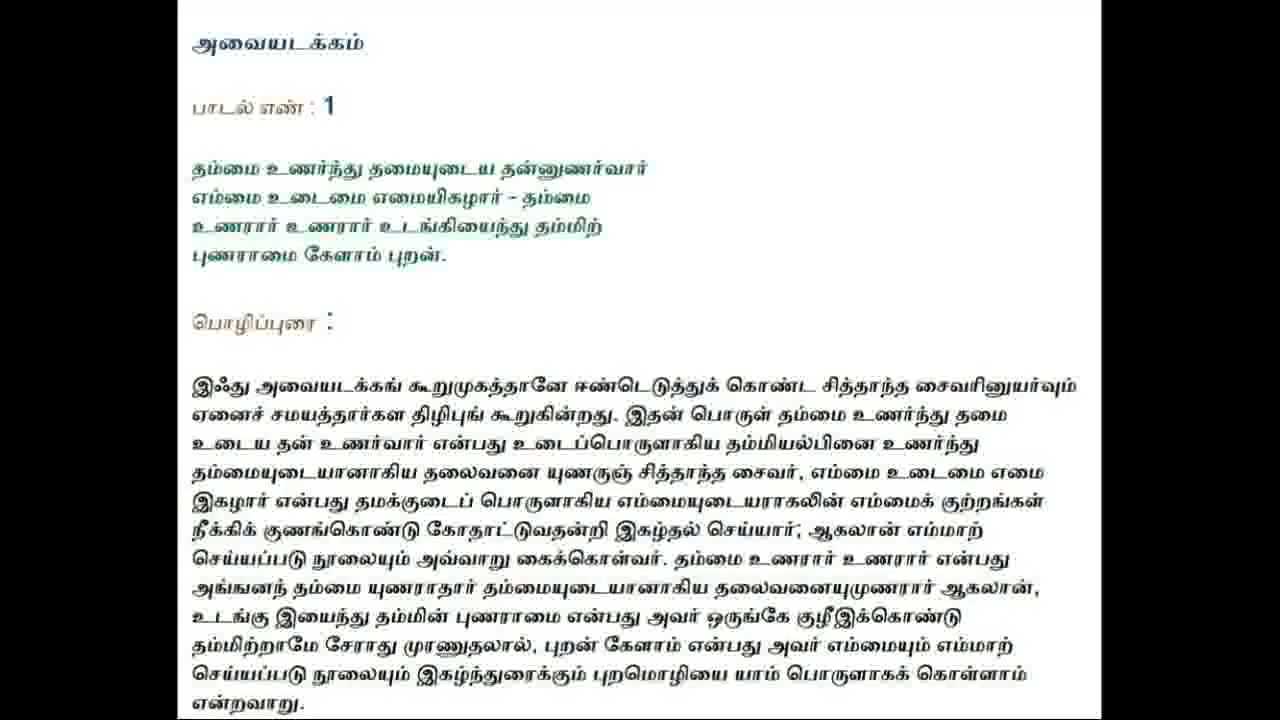 அவையடக்கம்
பாடல் எண் : 1
தம்மை உணர்ந்து தமையுடைய தன்னுணர்வார்
எம்மை உடைமை எமையிகழார் - தம்மை
உணரார் உணரார் உடங்கியைந்து தம்மிற்
புணராமை கேளாம் புறன்.
பொழிப்புரை :
இஃது அவையடக்கங் கூறுமுகத்தானே ஈண்டெடுத்துக் கொண்ட சித்தாந்த சைவரினுயர்வும்
ஏனைச் சமயத்தார்கள திழிபுங் கூறுகின்றது. இதன் பொருள் தம்மை உணர்ந்து தமை
உடைய தன் உணர்வார் என்பது உடைப்பொருளாகிய தம்மியல்பினை உணர்ந்து
தம்மையுடையானாகிய தலைவனை யுணருஞ் சித்தாந்த சைவர், எம்மை உடைமை எமை
இகழார் என்பது தமக்குடைப் பொருளாகிய எம்மையுடையராகலின் எம்மைக் குற்றங்கள்
நீக்கிக் குணங்கொண்டு கோதாட்டுவதன்றி இகழ்தல் செய்யார்; ஆகலான் எம்மாற்
செய்யப்படு நூலையும் அவ்வாறு கைக்கொள்வர். தம்மை உணரார் உணரார் என்பது
அங்ஙனந் தம்மை யுணராதார் தம்மையுடையானாகிய தலைவனையுமுணரார் ஆகலான்,
உடங்கு இயைந்து தம்மின் புணராமை என்பது அவர் ஒருங்கே குழீஇக்கொண்டு
தம்மிற்றாமே சேராது முரணுதலால், புறன் கேளாம் என்பது அவர் எம்மையும் எம்மாற்
செய்யப்படு நூலையும் இகழ்ந்துரைக்கும் புறமொழியை யாம் பொருளாகக் கொள்ளாம்
என்றவாறு.